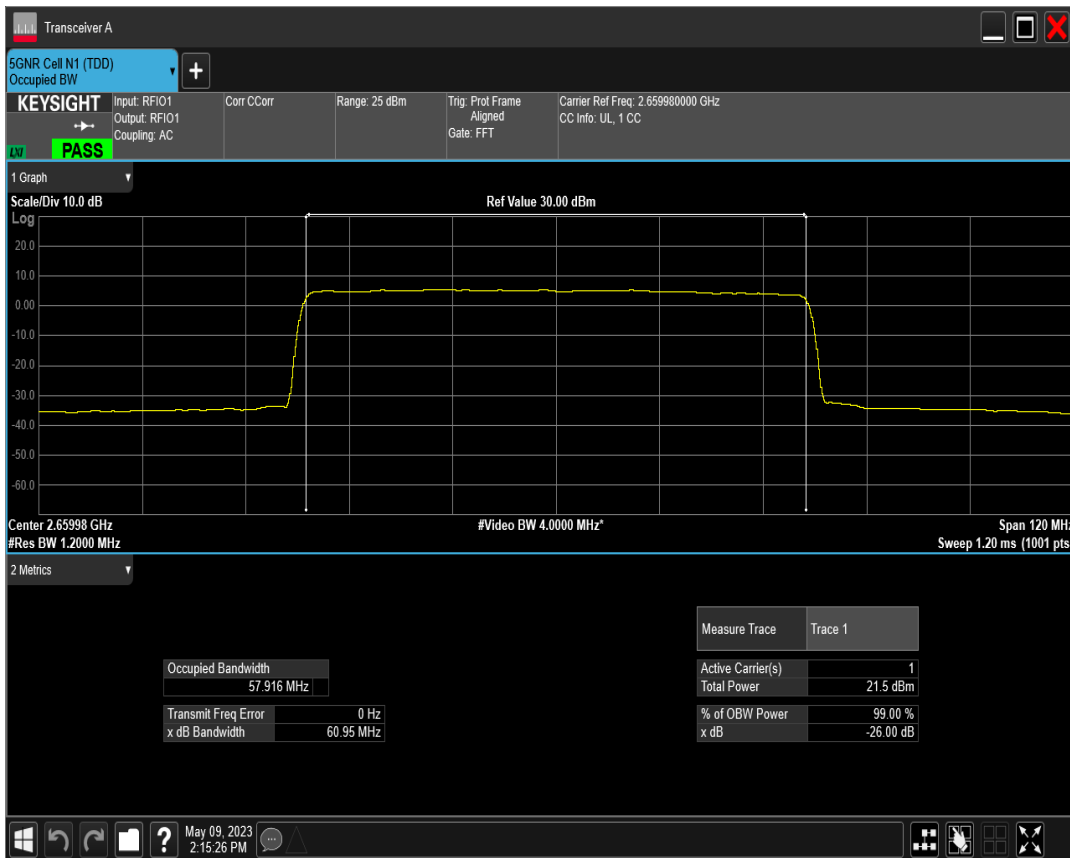 Transceiver A
5GNR Cell N1 (TDD)
Occupied BW
+
KEYSIGHT
LXI
PASS
Input: RFIO1
Output: RFIO1
Coupling: AC
Corr CCorr
Range: 25 dBm
Trig: Prot Frame
Aligned
Gate: FFT
Carrier Ref Freq: 2.659980000 GHz
CC Info: UL, 1 CC
1 Graph
Scale/Div 10.0 dB
Ref Value 30.00 dBm
Log
20.0
10.0
0.00
-10.0
-20.0
-30.0
-40.0
-50.0
-60.0
Center 2.65998 GHz
#Video BW 4.0000 MHz*
Span 120 MHz
#Res BW 1.2000 MHz
Sweep 1.20 ms (1001 pts
2 Metrics
Measure Trace Trace 1
Occupied Bandwidth
57.916 MHz
Active Carrier(s) 1
Total Power 21.5 dBm
Transmit Freq Error 0 Hz
x dB Bandwidth 60.95 MHz
% of OBW Power 99.00 %
x dB -26.00 dB
?
May 09, 2023
2:15:26 PM